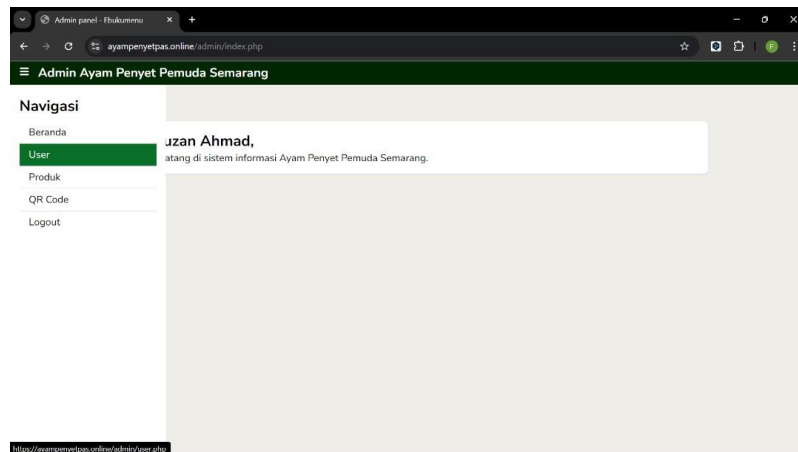 Admin panel - Ebukumenu
ayampenyetpas.online/admin/index.php
F
Admin Ayam Penyet Pemuda Semarang
Navigasi
Beranda
uzan Ahmad,
User
atang di sistem informasi Ayam Penyet Pemuda Semarang.
Produk
QR Code
Logout
https://ayampenyetpas.online/admin/user.php